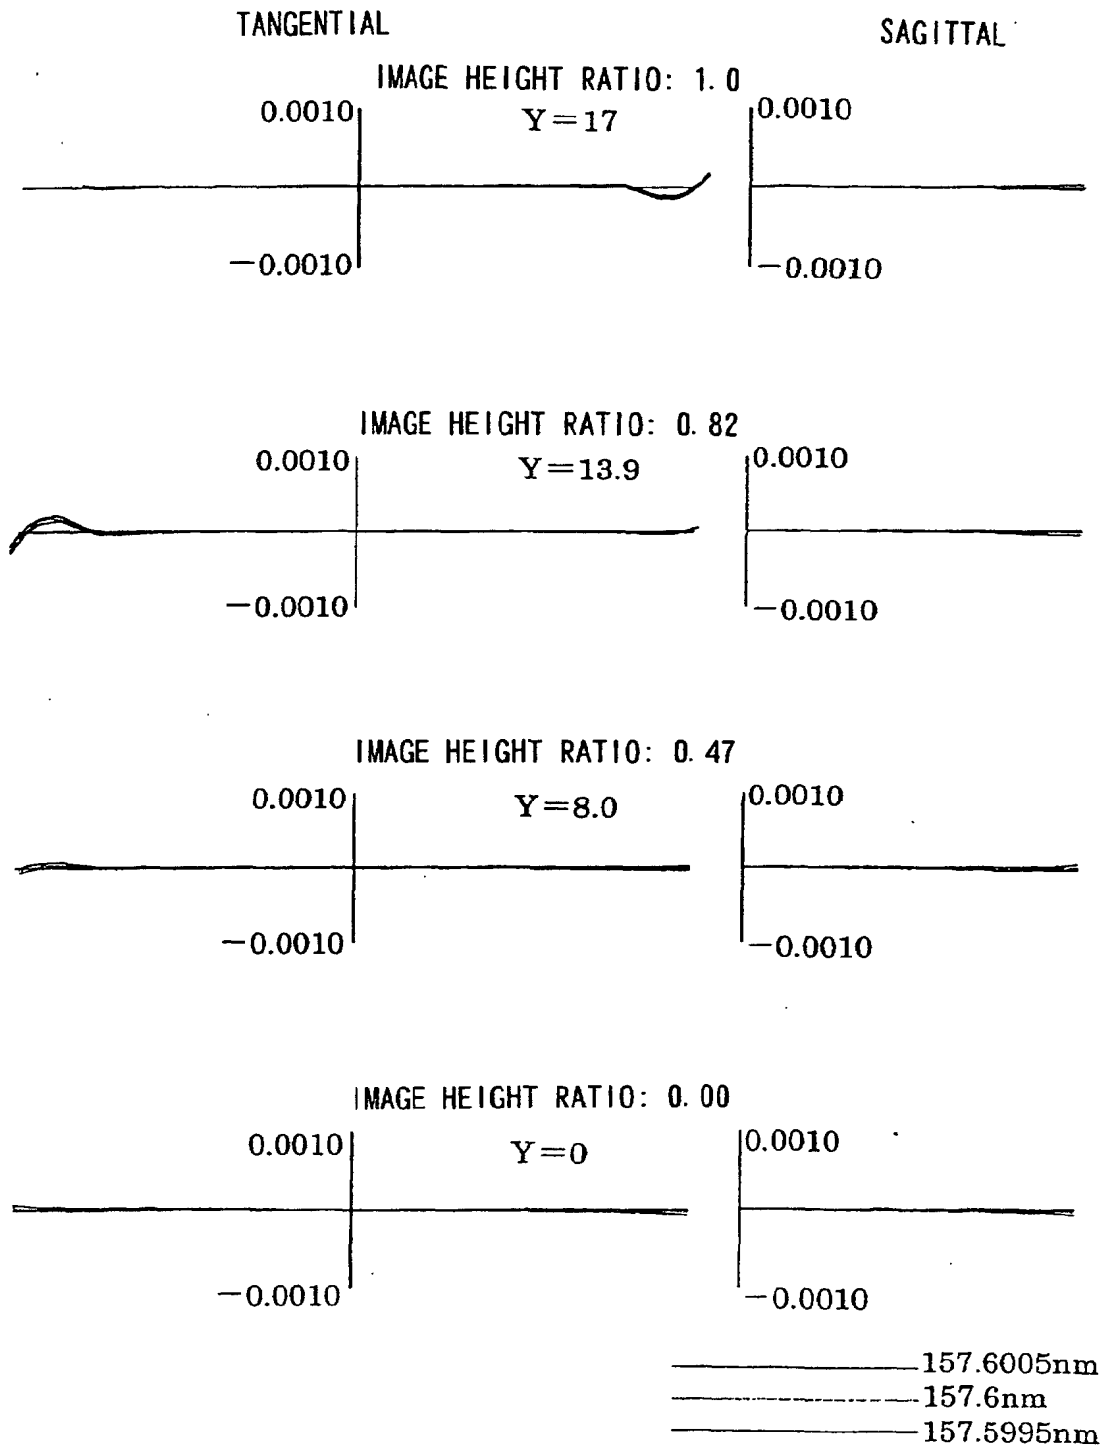 TANGENTIAL
SAGITTAL
IMAGE HEIGHT RATIO: 1.0
0.0010
Y=17
0.0010
−0.0010
−0.0010
IMAGE HEIGHT RATIO: 0.82
0.0010
Y=13.9
0.0010
−0.0010
−0.0010
IMAGE HEIGHT RATIO: 0.47
0.0010
Y=8.0
0.0010
−0.0010
−0.0010
IMAGE HEIGHT RATIO: 0.00
0.0010
Y=0
0.0010
−0.0010
−0.0010
157.6005nm
157.6nm
157.5995nm